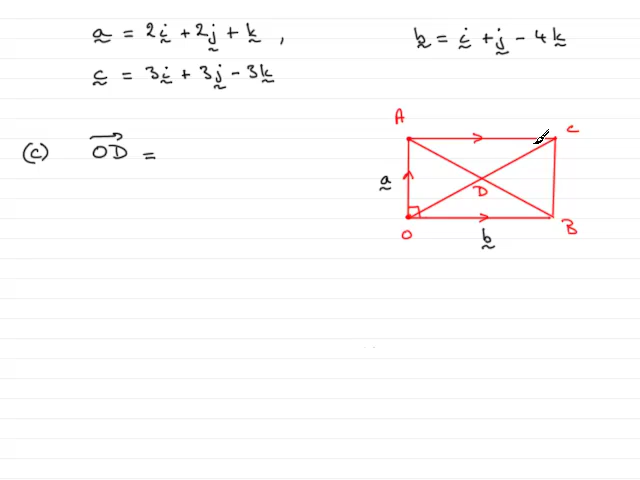 a = 2i + 2j + k ,
b = i + j - 4k
c = 3i + 3j - 3k
(c) OD =
A
C
a
D
O
B
b